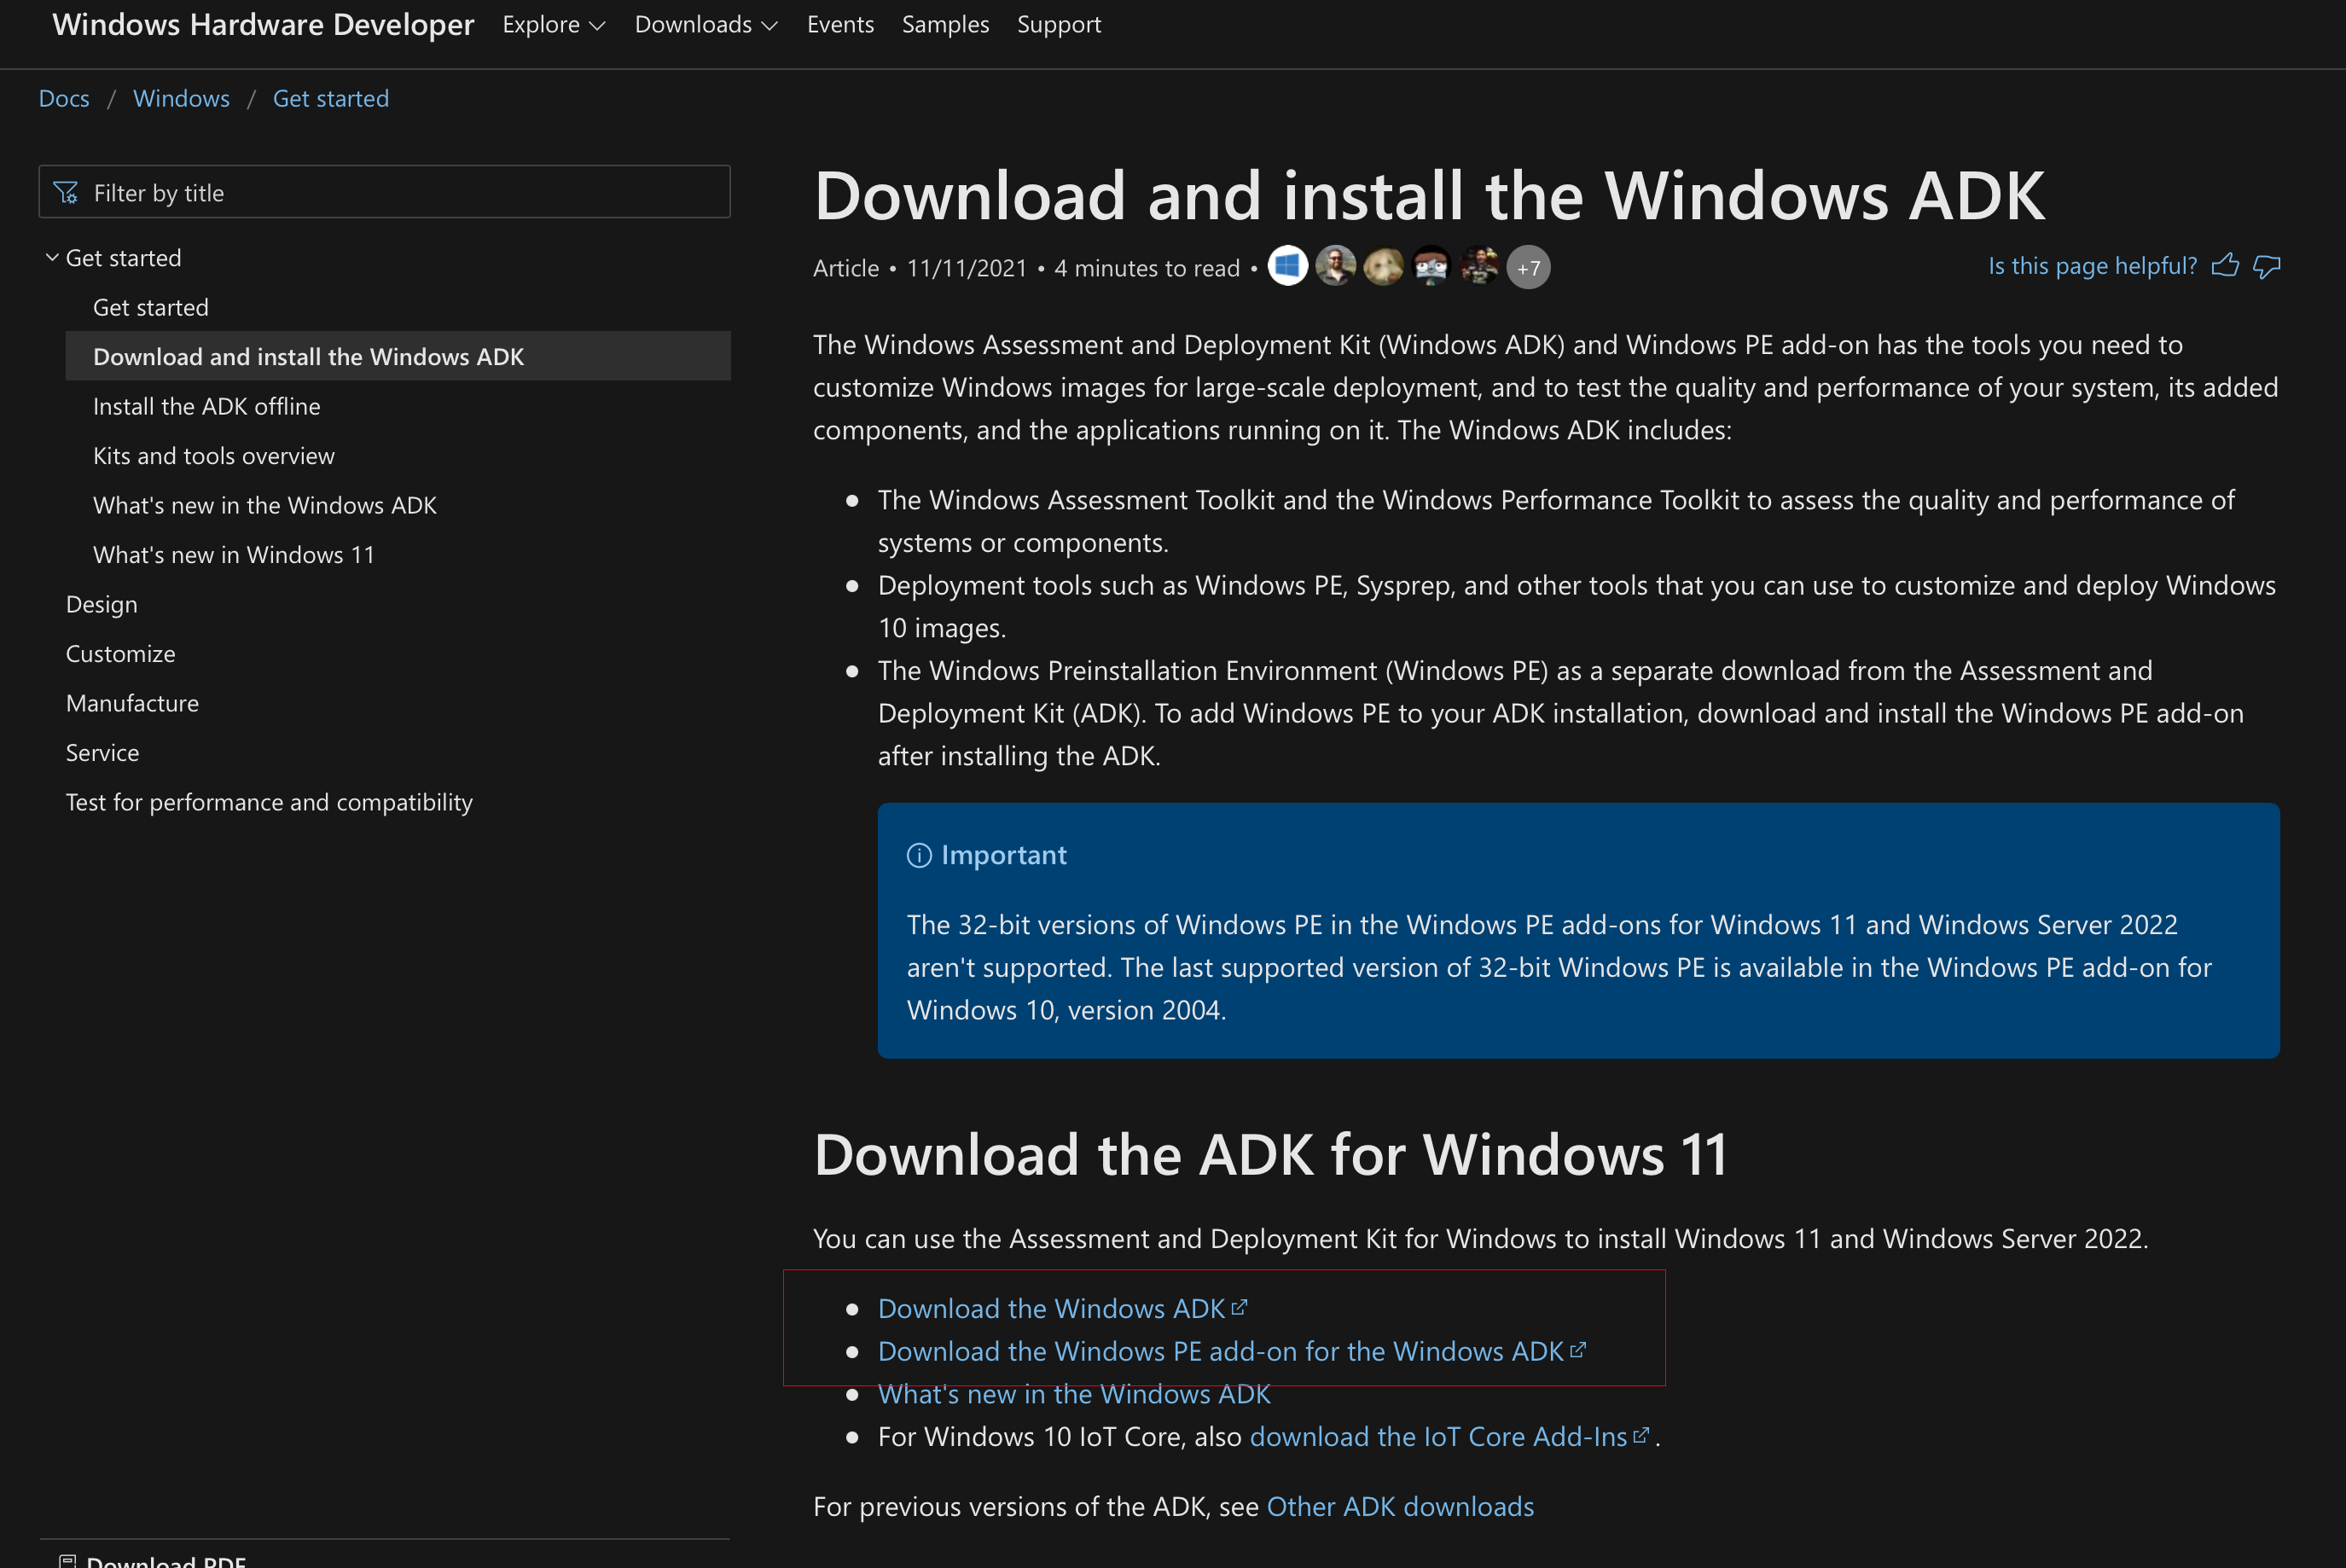 Windows Hardware Developer Explore Downloads Events Samples Support
Docs / Windows / Get started
Filter by title
Get started
Get started
Download and install the Windows ADK
Install the ADK offline
Kits and tools overview
What's new in the Windows ADK
What's new in Windows 11
Design
Customize
Manufacture
Service
Test for performance and compatibility
Download PDF
Download and install the Windows ADK
Article • 11/11/2021 • 4 minutes to read • +7
Is this page helpful?
The Windows Assessment and Deployment Kit (Windows ADK) and Windows PE add-on has the tools you need to
customize Windows images for large-scale deployment, and to test the quality and performance of your system, its added
components, and the applications running on it. The Windows ADK includes:
• The Windows Assessment Toolkit and the Windows Performance Toolkit to assess the quality and performance of
systems or components.
• Deployment tools such as Windows PE, Sysprep, and other tools that you can use to customize and deploy Windows
10 images.
• The Windows Preinstallation Environment (Windows PE) as a separate download from the Assessment and
Deployment Kit (ADK). To add Windows PE to your ADK installation, download and install the Windows PE add-on
after installing the ADK.
Important
The 32-bit versions of Windows PE in the Windows PE add-ons for Windows 11 and Windows Server 2022
aren't supported. The last supported version of 32-bit Windows PE is available in the Windows PE add-on for
Windows 10, version 2004.
Download the ADK for Windows 11
You can use the Assessment and Deployment Kit for Windows to install Windows 11 and Windows Server 2022.
• Download the Windows ADK
• Download the Windows PE add-on for the Windows ADK
• What's new in the Windows ADK
• For Windows 10 IoT Core, also download the IoT Core Add-Ins .
For previous versions of the ADK, see Other ADK downloads